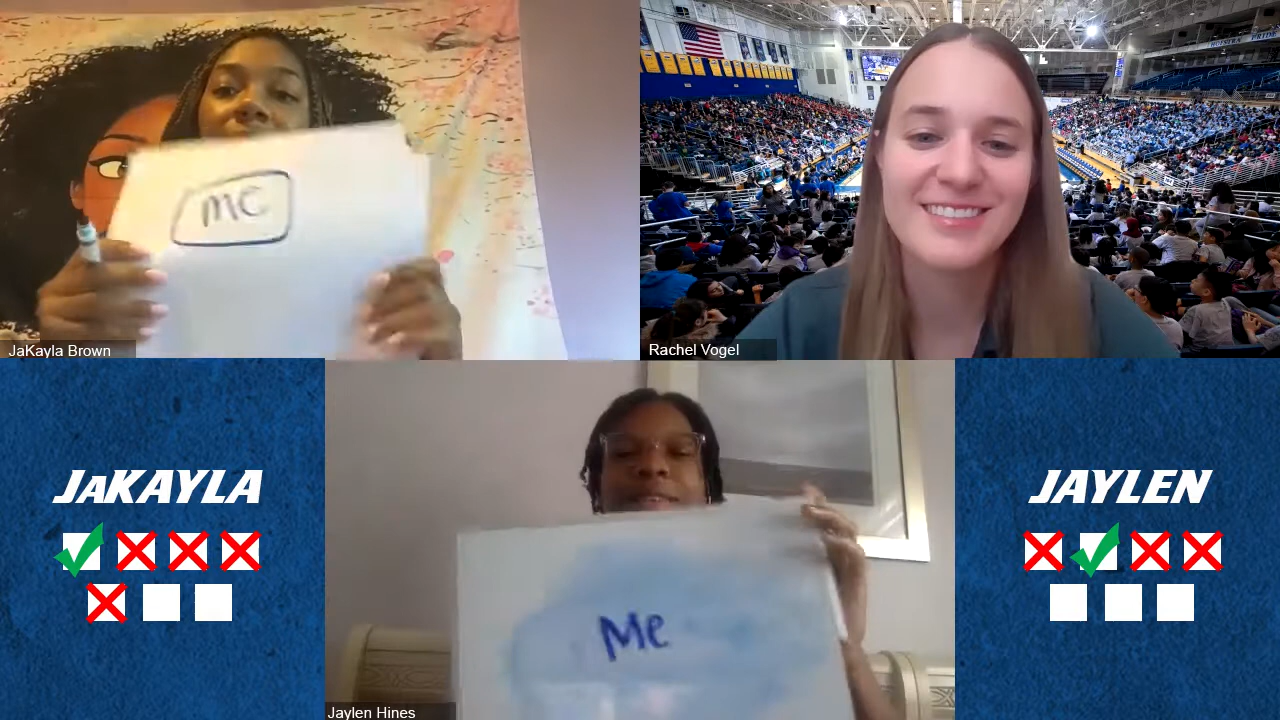 me
JaKayla Brown
Rachel Vogel
JAKAYLA
JAYLEN
Me
Jaylen Hines